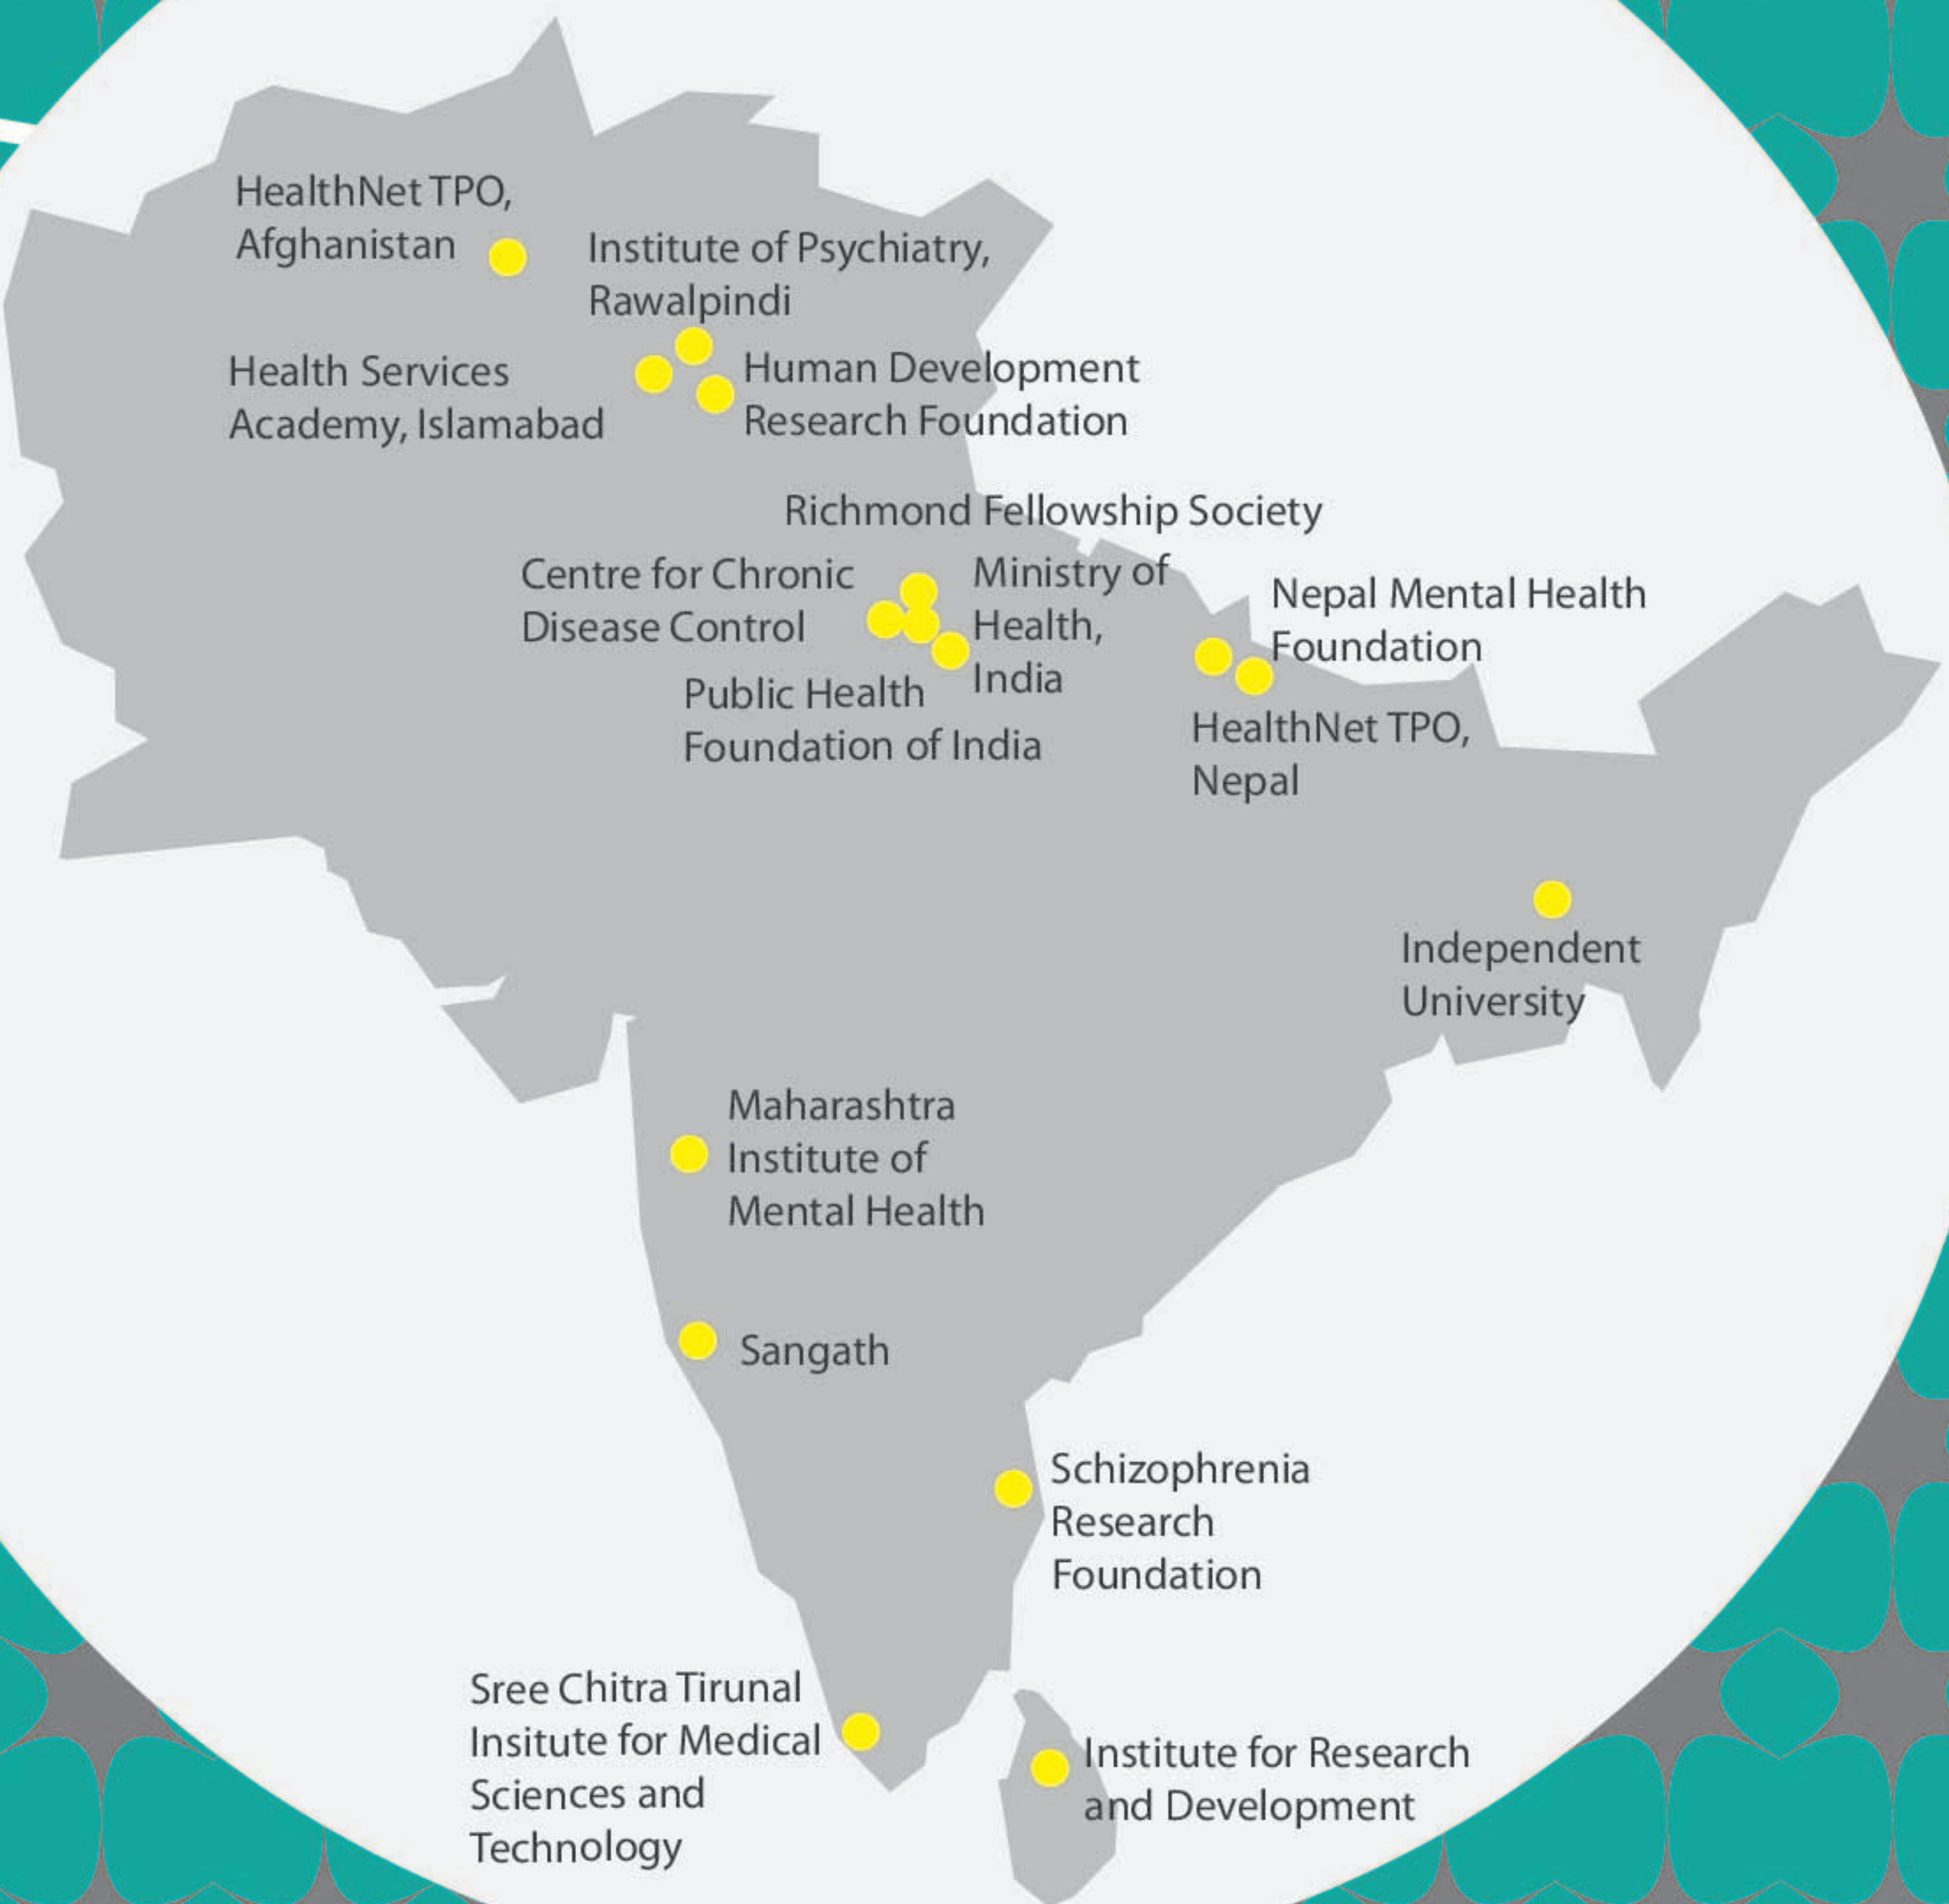 HealthNet TPO,
Afghanistan
Institute of Psychiatry,
Rawalpindi
Health Services
Academy, Islamabad
Human Development
Research Foundation
Richmond Fellowship Society
Centre for Chronic
Disease Control
Ministry of
Health,
India
Public Health
Foundation of India
Nepal Mental Health
Foundation
HealthNet TPO,
Nepal
Independent
University
Maharashtra
Institute of
Mental Health
Sangath
Schizophrenia
Research
Foundation
Sree Chitra Tirunal
Insitute for Medical
Sciences and
Technology
Institute for Research
and Development